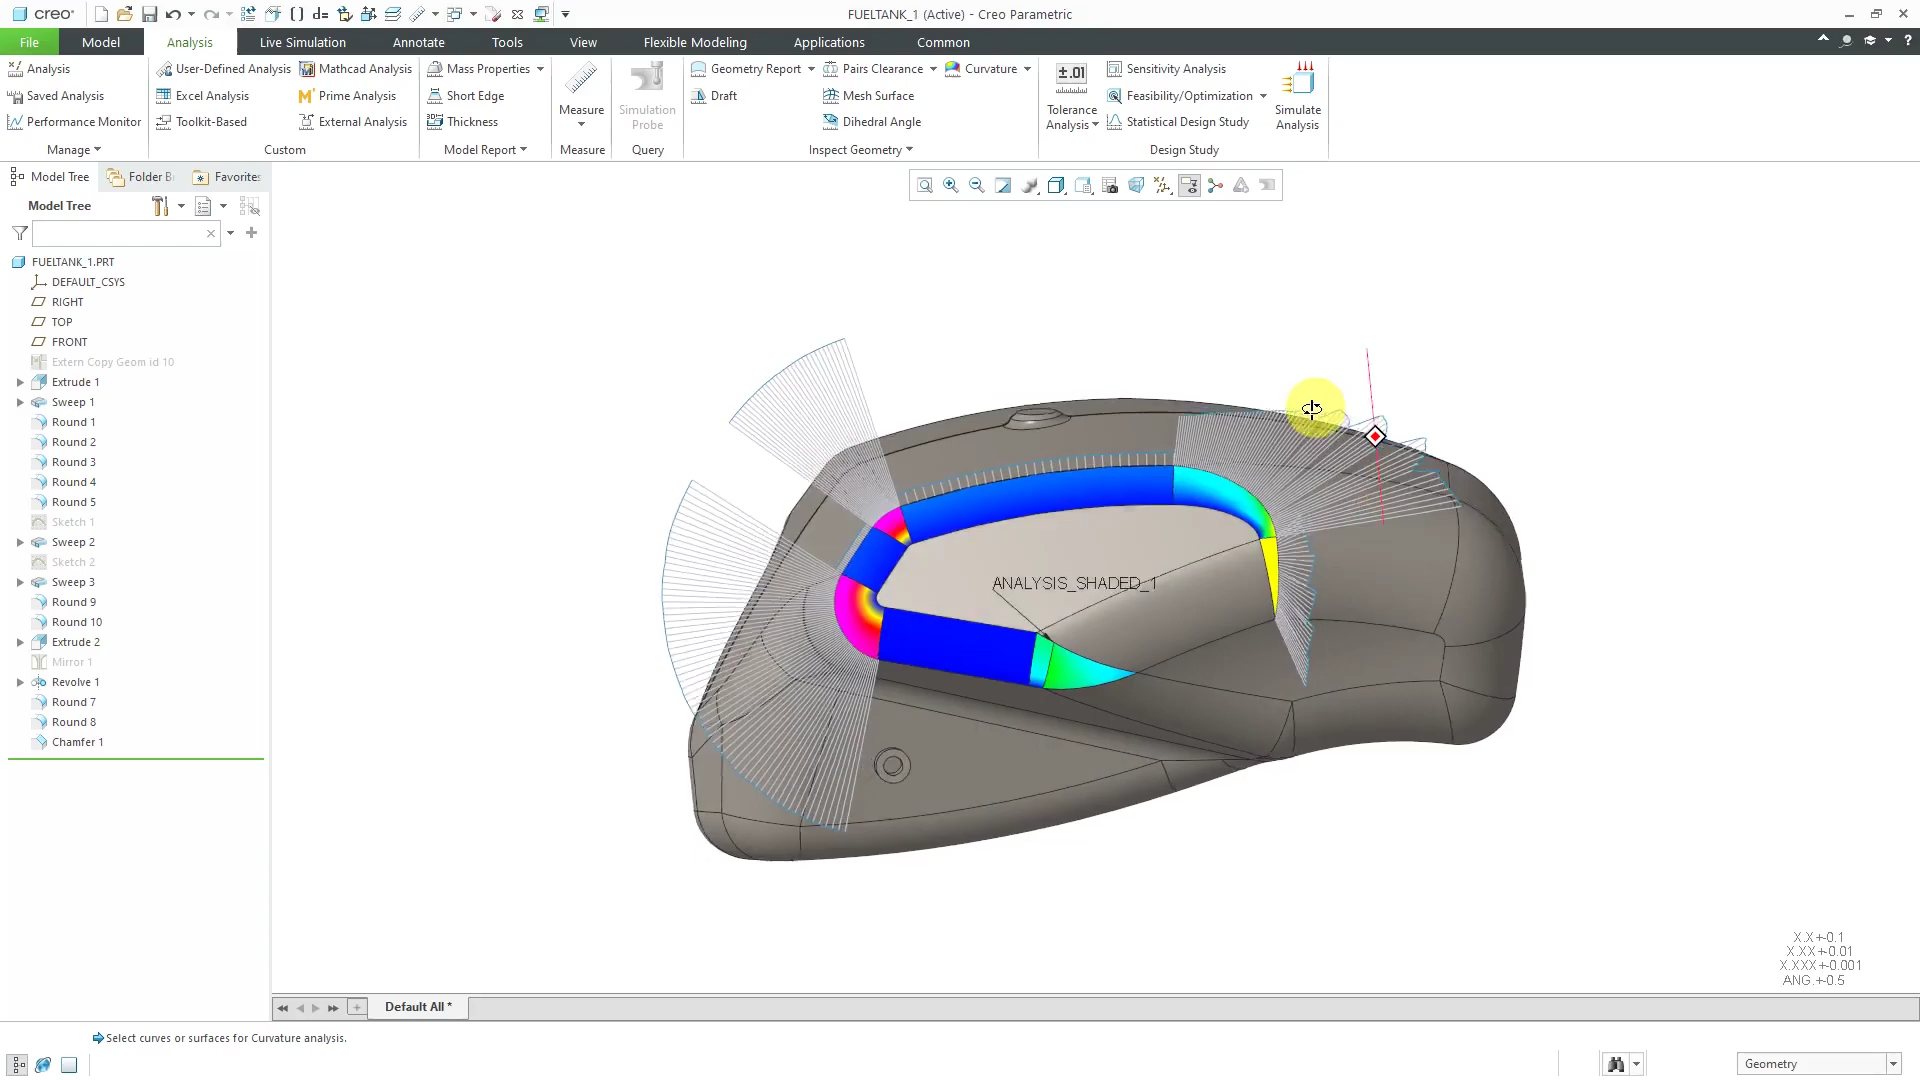 creo
FUELTANK_1 (Active) - Creo Parametric
File
Model
Analysis
Live Simulation
Annotate
Tools
View
Flexible Modeling
Applications
Common
Analysis
Saved Analysis
Performance Monitor
Manage
User-Defined Analysis
Excel Analysis
Toolkit-Based
Mathcad Analysis
Prime Analysis
External Analysis
Custom
Mass Properties
Short Edge
Thickness
Model Report
Measure
Measure
Simulation
Probe
Query
Geometry Report
Draft
Pairs Clearance
Mesh Surface
Dihedral Angle
Curvature
Inspect Geometry
±.01
Tolerance
Analysis
Sensitivity Analysis
Feasibility/Optimization
Statistical Design Study
Simulate
Analysis
Design Study
Model Tree
Folder B
Favorites
Model Tree
FUELTANK_1.PRT
DEFAULT_CSYS
RIGHT
TOP
FRONT
Extern Copy Geom id 10
Extrude 1
Sweep 1
Round 1
Round 2
Round 3
Round 4
Round 5
Sketch 1
Sweep 2
Sketch 2
Sweep 3
Round 9
Round 10
Extrude 2
Mirror 1
Revolve 1
Round 7
Round 8
Chamfer 1
ANALYSIS_SHADED_1
X.X+-0.1
X.XX+-0.01
X.XXX+-0.001
ANG.+-0.5
Default All *
Select curves or surfaces for Curvature analysis.
Geometry